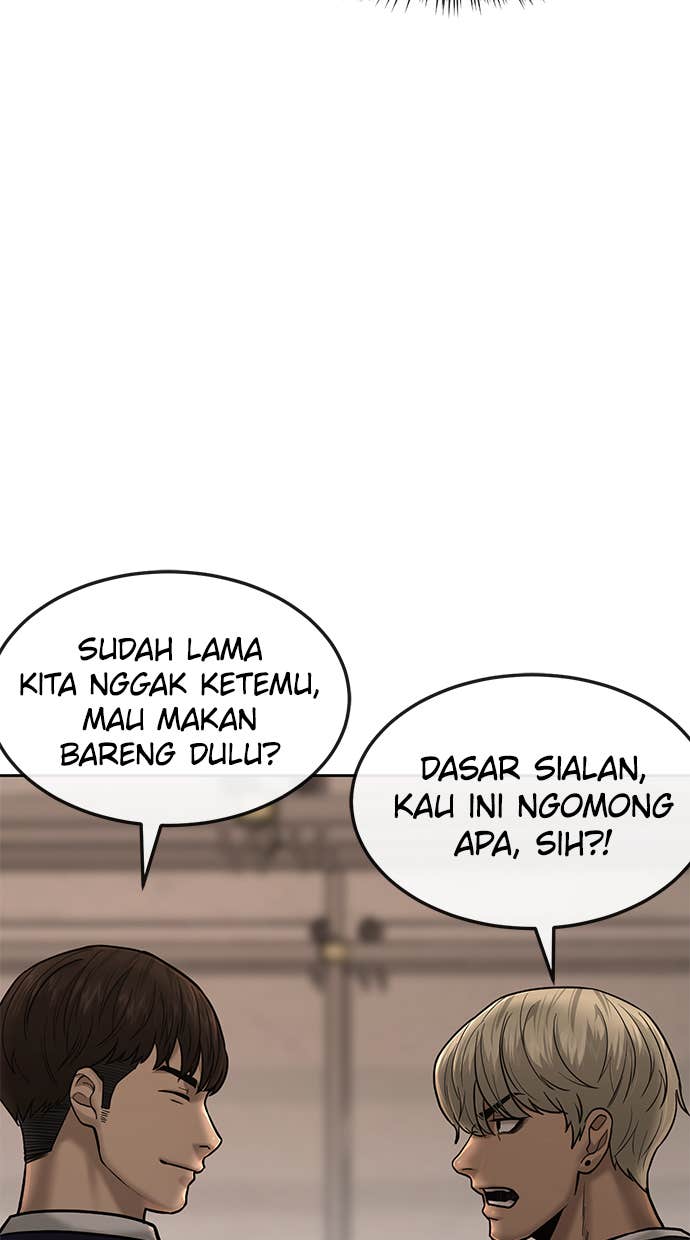 SUDAH LAMA
KITA NGGAK KETEMU,
MAU MAKAN
BARENG DULU?
DASAR SIALAN,
KAU INI NGOMONG
APA, SIH?!